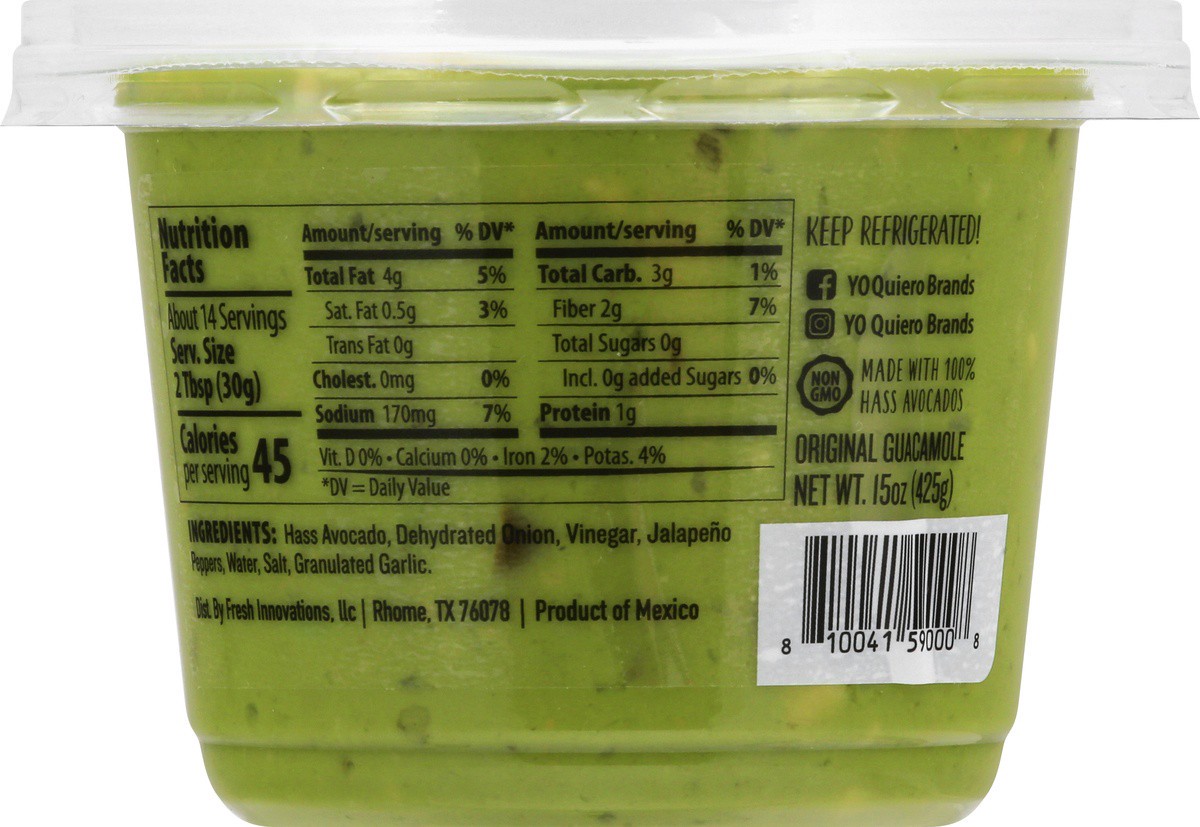 Nutrition
Facts
About 14 Servings
Serv. Size
2 Tbsp (30g)
Calories
per serving 45
Amount/serving % DV*
Total Fat 4g 5%
Sat. Fat 0.5g 3%
Trans Fat 0g
Cholest. 0mg 0%
Sodium 170mg 7%
Amount/serving % DV*
Total Carb. 3g 1%
Fiber 2g 7%
Total Sugars 0g
Incl. 0g added Sugars 0%
Protein 1g
Vit. D 0% • Calcium 0% • Iron 2% • Potas. 4%
*DV = Daily Value
INGREDIENTS: Hass Avocado, Dehydrated Onion, Vinegar, Jalapeño
Peppers, Water, Salt, Granulated Garlic.
Dist. By Fresh Innovations, llc | Rhome, TX 76078 | Product of Mexico
KEEP REFRIGERATED!
YO Quiero Brands
YO Quiero Brands
NON
GMO
MADE WITH 100%
HASS AVOCADOS
ORIGINAL GUACAMOLE
NET WT. 15oz (425g)
8 10041 59000 8